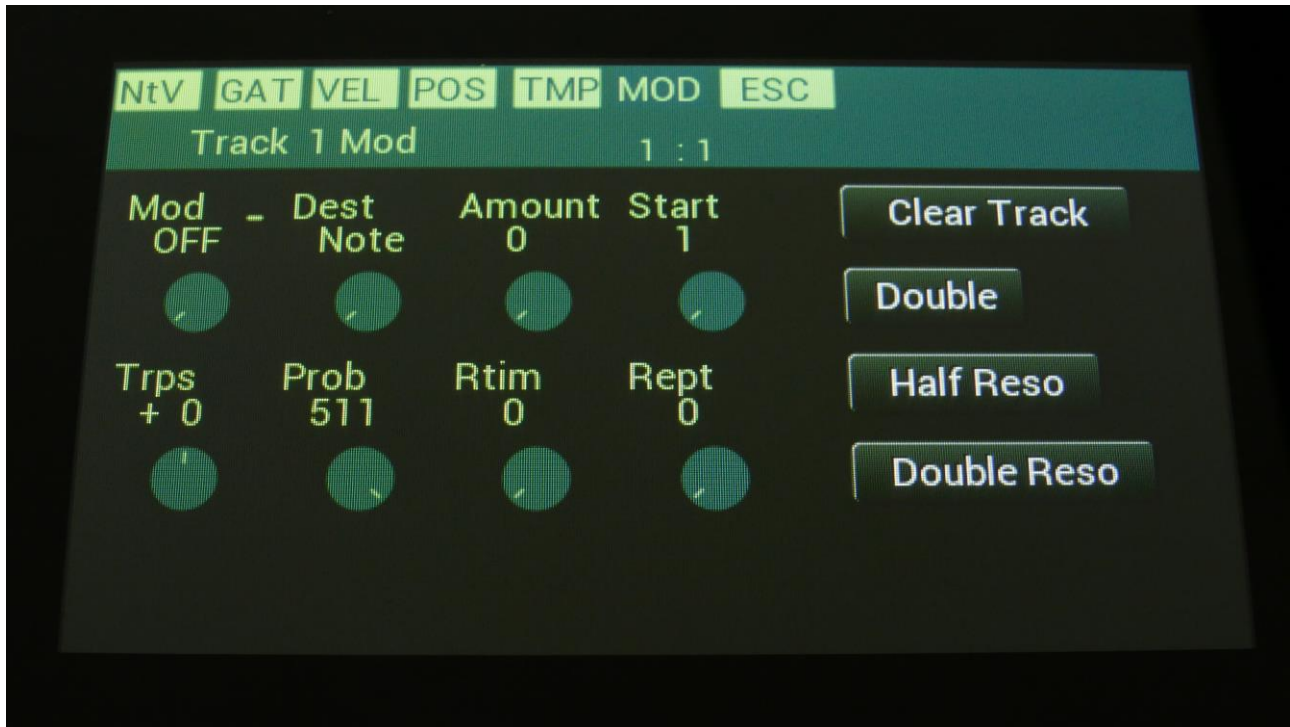 NtV GAT VEL POS TMP MOD ESC
Track 1 Mod 1 : 1
Mod - Dest Amount Start
OFF Note 0 1
Clear Track
Double
Trps Prob Rtim Rept
+ 0 511 0 0
Half Reso
Double Reso